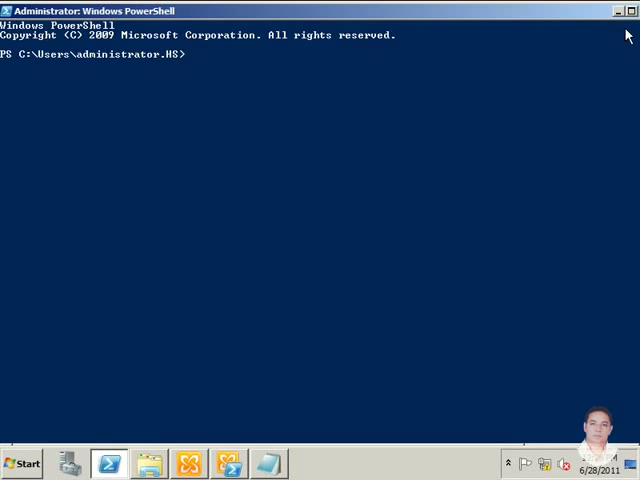 Administrator: Windows PowerShell
Windows PowerShell
Copyright (C) 2009 Microsoft Corporation. All rights reserved.
PS C:\Users\administrator.HS>
Start
6/28/2011